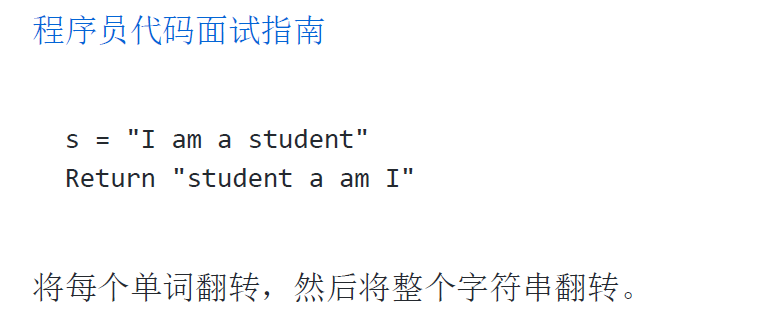 程序员代码面试指南
s = "I am a student"
Return "student a am I"
将每个单词翻转，然后将整个字符串翻转。